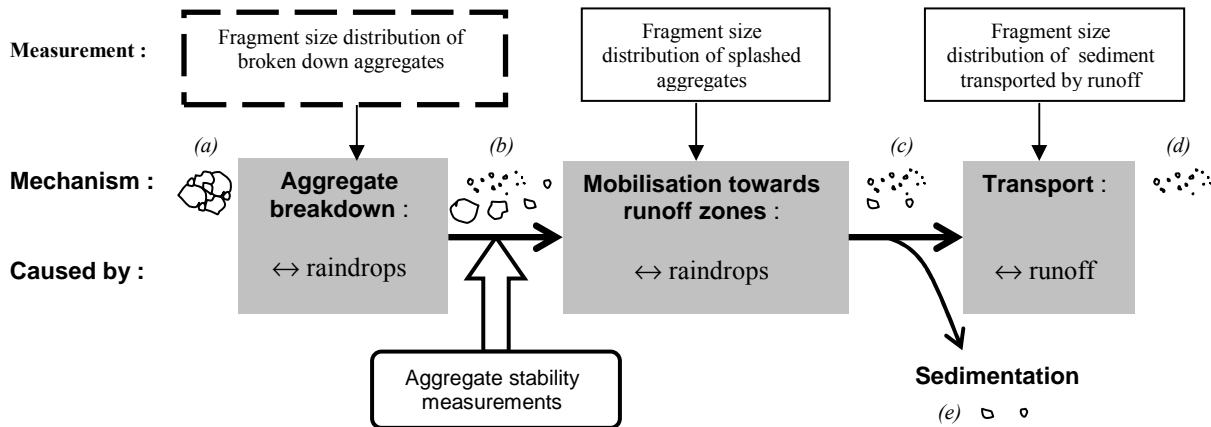 Measurement :
Fragment size distribution of
broken down aggregates
Fragment size
distribution of splashed
aggregates
Fragment size
distribution of sediment
transported by runoff
(a)
(b)
(c)
(d)
Mechanism :
Aggregate
breakdown :
Mobilisation towards
runoff zones :
Transport :
Caused by :
↔ raindrops
↔ raindrops
↔ runoff
Aggregate stability
measurements
Sedimentation
(e)